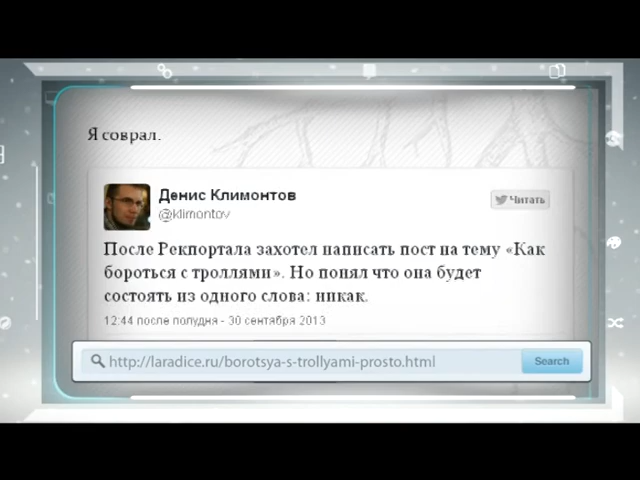 Я соврал.
Денис Климонтов
@klimontov
Читать
После Рекпортала захотел написать пост на тему «Как
бороться с троллями». Но понял что она будет
состоять из одного слова: никак.
12:44 после полудня - 30 сентября 2013
http://laradice.ru/borotsya-s-trollyami-prosto.html
Search